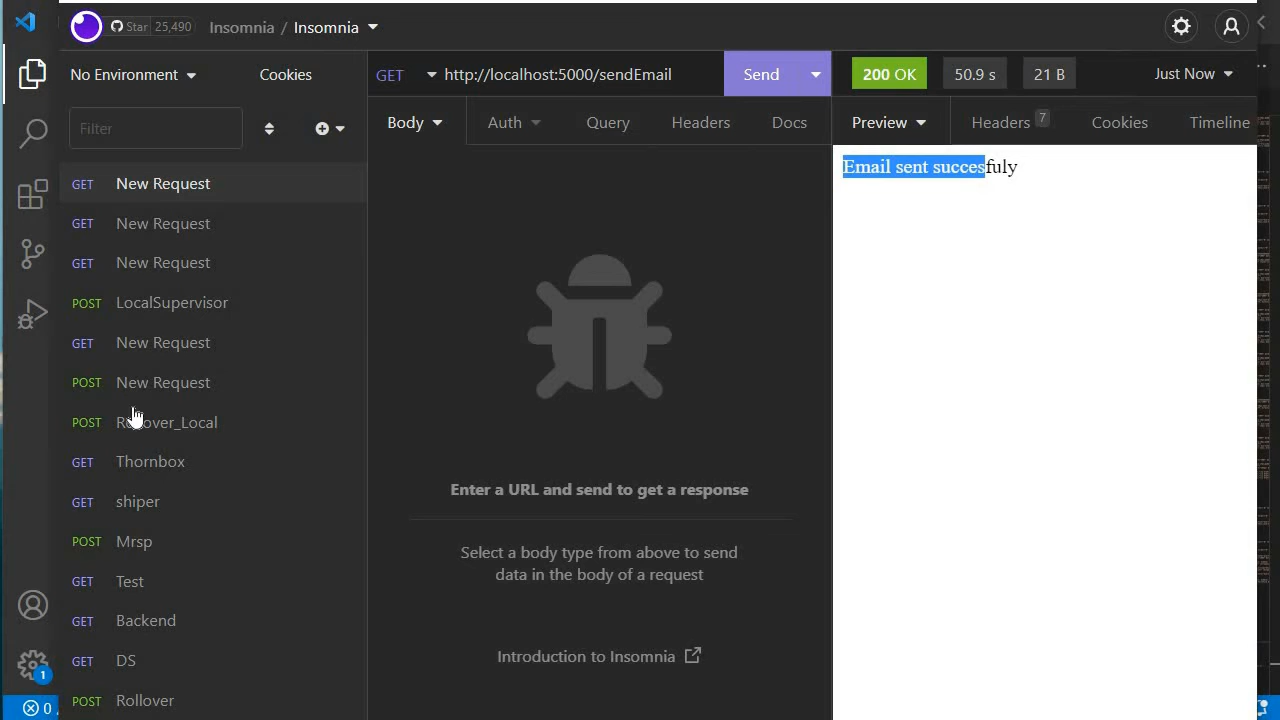 Star 25,490
Insomnia / Insomnia
No Environment
Cookies
Filter
GET New Request
GET New Request
GET New Request
POST LocalSupervisor
GET New Request
POST New Request
POST Rollover_Local
GET Thornbox
GET shiper
POST Mrsp
GET Test
GET Backend
GET DS
POST Rollover
GET http://localhost:5000/sendEmail
Send
Body Auth Query Headers Docs
Enter a URL and send to get a response
Select a body type from above to send
data in the body of a request
Introduction to Insomnia
200 OK 50.9 s 21 B Just Now
Preview Headers 7 Cookies Timeline
Email sent succesfuly
1
0